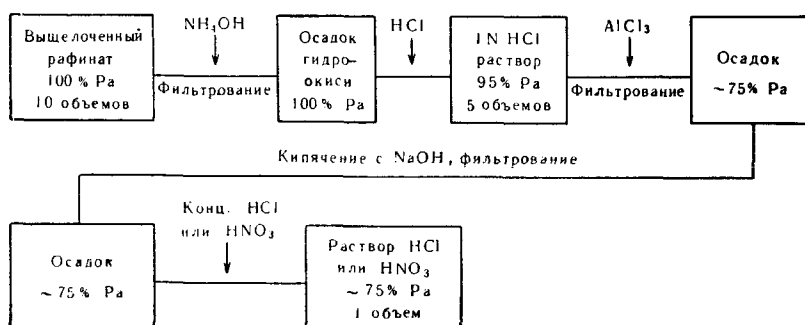 Выщелоченный
рафинат
100% Pa
10 объемов
NH₄OH
Фильтрование
Осадок
гидро-
окиси
100% Pa
HCl
1N HCl
раствор
95% Pa
5 объемов
AlCl₃
Фильтрование
Осадок
~75% Pa
Кипячение с NaOH, фильтрование
Осадок
~75% Pa
Конц. HCl
или HNO₃
Раствор HCl
или HNO₃
~75% Pa
1 объем